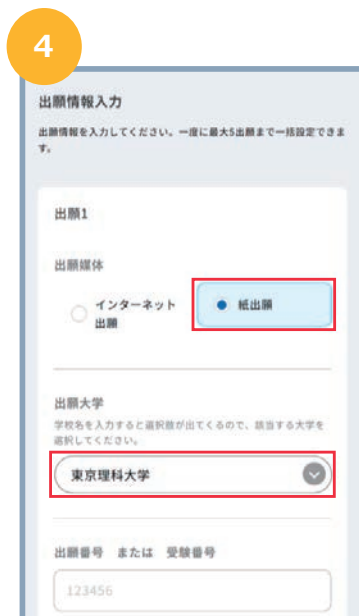 4
出願情報入力
出願情報を入力してください。一度に最大5出願まで一括設定できま
す。
出願1
出願媒体
インターネット
出願
紙出願
出願大学
学校名を入力すると選択肢が出てくるので、該当する大学を
選択してください。
東京理科大学
出願番号 または 受験番号
123456